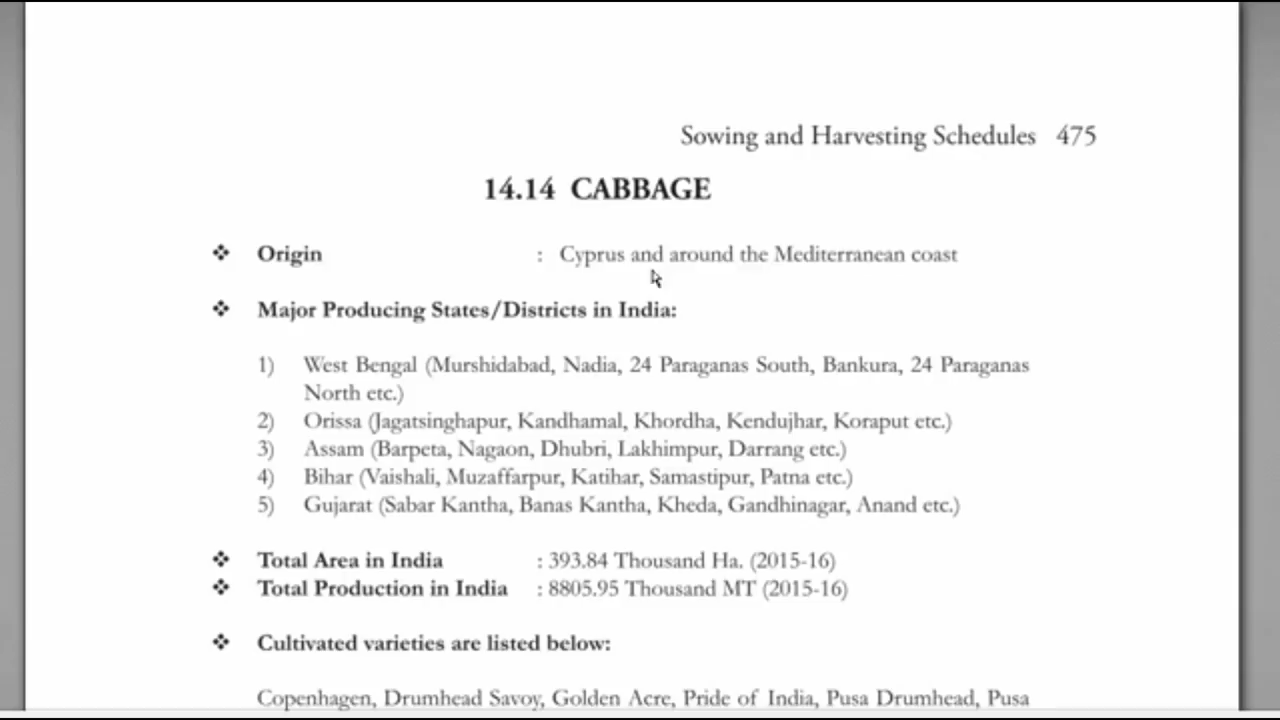 Sowing and Harvesting Schedules 475
14.14 CABBAGE
❖ Origin : Cyprus and around the Mediterranean coast
❖ Major Producing States/Districts in India:
1) West Bengal (Murshidabad, Nadia, 24 Paraganas South, Bankura, 24 Paraganas
North etc.)
2) Orissa (Jagatsinghapur, Kandhamal, Khordha, Kendujhar, Koraput etc.)
3) Assam (Barpeta, Nagaon, Dhubri, Lakhimpur, Darrang etc.)
4) Bihar (Vaishali, Muzaffarpur, Katihar, Samastipur, Patna etc.)
5) Gujarat (Sabar Kantha, Banas Kantha, Kheda, Gandhinagar, Anand etc.)
❖ Total Area in India : 393.84 Thousand Ha. (2015-16)
❖ Total Production in India : 8805.95 Thousand MT (2015-16)
❖ Cultivated varieties are listed below:
Copenhagen, Drumhead Savoy, Golden Acre, Pride of India, Pusa Drumhead, Pusa